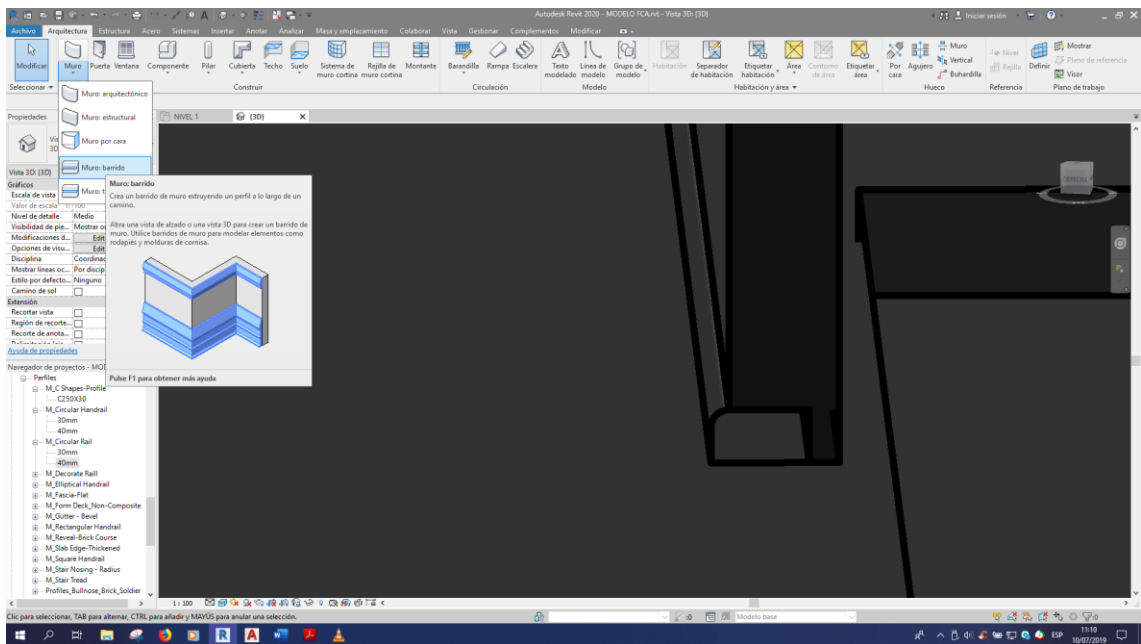 Autodesk Revit 2020 - MODELO FCA.rvt - Vista 3D: {3D}
Iniciar sesión
Archivo Arquitectura Estructura Acero Sistemas Insertar Anotar Analizar Masa y emplazamiento Colaborar Vista Gestionar Complementos Modificar
Modificar
Muro
Puerta
Ventana
Componente
Pilar
Cubierta
Techo
Suelo
Sistema de muro cortina
Rejilla de muro cortina
Montante
Barandilla
Rampa
Escalera
Texto modelado
Línea de modelo
Grupo de modelo
Habitación
Separador de habitación
Etiquetar habitación
Área
Contorno de área
Etiquetar área
Por cara
Agujero
Muro
Vertical
Buhardilla
Nivel
Rejilla
Definir
Mostrar
Plano de referencia
Visor
Seleccionar
Construir
Circulación
Modelo
Habitación y área
Hueco
Referencia
Plano de trabajo
Muro: arquitectónico
Muro: estructural
Muro por cara
Muro: barrido
Propiedades
NIVEL 1
{3D}
Vista 3D: {3D}
Gráficos
Escala de vista
Valor de escala 100
Nivel de detalle Medio
Visibilidad de pie... Mostrar
Modificaciones d... Edit
Opciones de visu... Edit
Disciplina Coordinac
Mostrar líneas oc... Por discip
Estilo por defecto... Ninguno
Camino de sol
Extensión
Recortar vista
Región de recorte...
Recorte de anota...
Ayuda de propiedades
Muro: barrido
Crea un barrido de muro extruyendo un perfil a lo largo de un
camino.
Abra una vista de alzado o una vista 3D para crear un barrido de
muro. Utilice barridos de muro para modelar elementos como
rodapiés y molduras de cornisa.
Pulse F1 para obtener más ayuda
Navegador de proyectos - MOD
Perfiles
M_C Shapes-Profile
C250X30
M_Circular Handrail
30mm
40mm
M_Circular Rail
30mm
40mm
M_Decorate Raill
M_Elliptical Handrail
M_Fascia-Flat
M_Form Deck_Non-Composite
M_Gutter - Bevel
M_Rectangular Handrail
M_Reveal-Brick Course
M_Slab Edge-Thickened
M_Square Handrail
M_Stair Nosing - Radius
M_Stair Tread
Profiles_Bullnose_Brick_Soldier
1 : 100
Clic para seleccionar, TAB para alternar, CTRL para añadir y MAYÚS para anular una selección.
:0
Modelo base
:0
ESP
11:10
10/07/2019